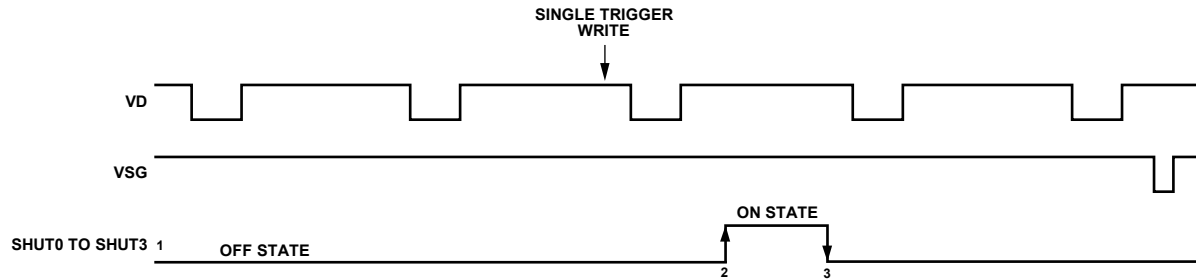 SINGLE TRIGGER
WRITE
VD
VSG
ON STATE
SHUT0 TO SHUT3 1
OFF STATE
2
3